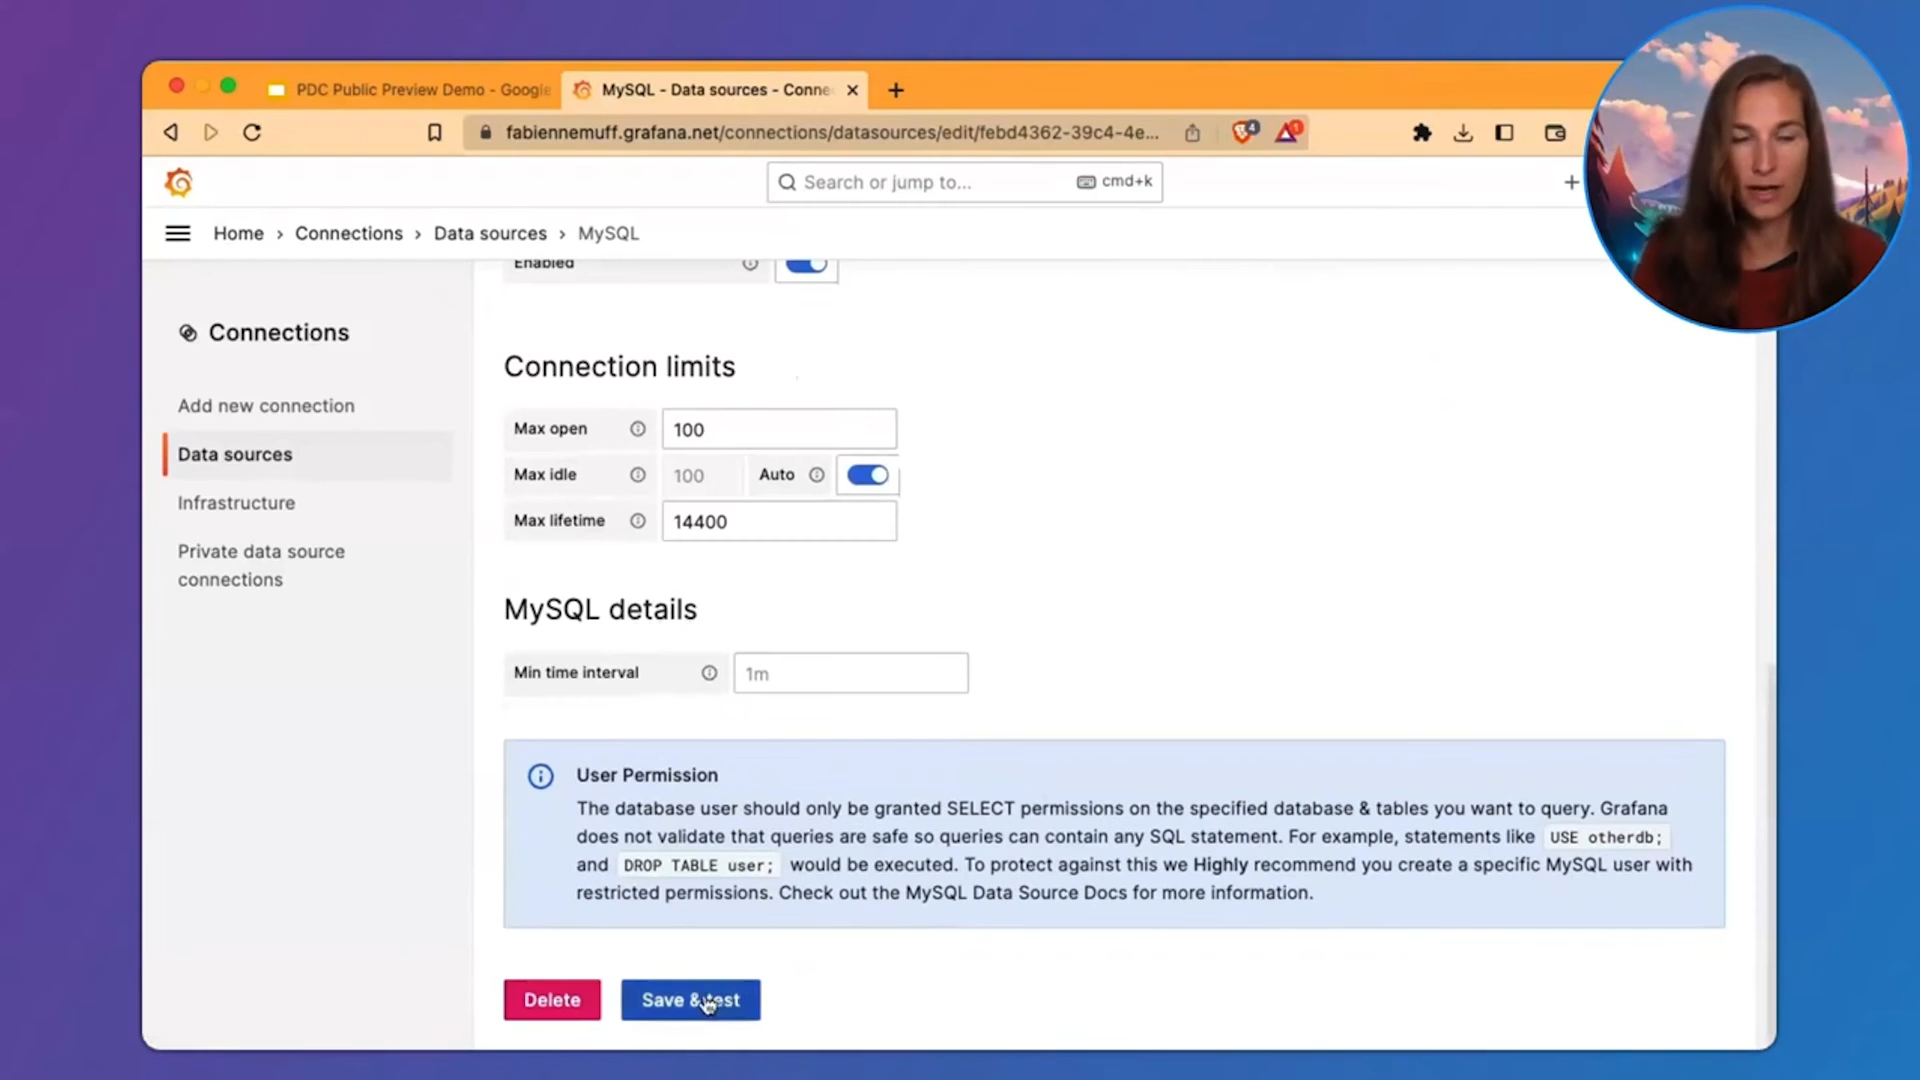 PDC Public Preview Demo - Google
MySQL - Data sources - Conne
fabiennemuff.grafana.net/connections/datasources/edit/febd4362-39c4-4e...
4
1
Search or jump to...
cmd+k
Home › Connections › Data sources › MySQL
Connections
Add new connection
Data sources
Infrastructure
Private data source
connections
Enabled
Connection limits
Max open
100
Max idle
100
Auto
Max lifetime
14400
MySQL details
Min time interval
1m
User Permission
The database user should only be granted SELECT permissions on the specified database & tables you want to query. Grafana
does not validate that queries are safe so queries can contain any SQL statement. For example, statements like USE otherdb;
and DROP TABLE user; would be executed. To protect against this we Highly recommend you create a specific MySQL user with
restricted permissions. Check out the MySQL Data Source Docs for more information.
Delete
Save & test